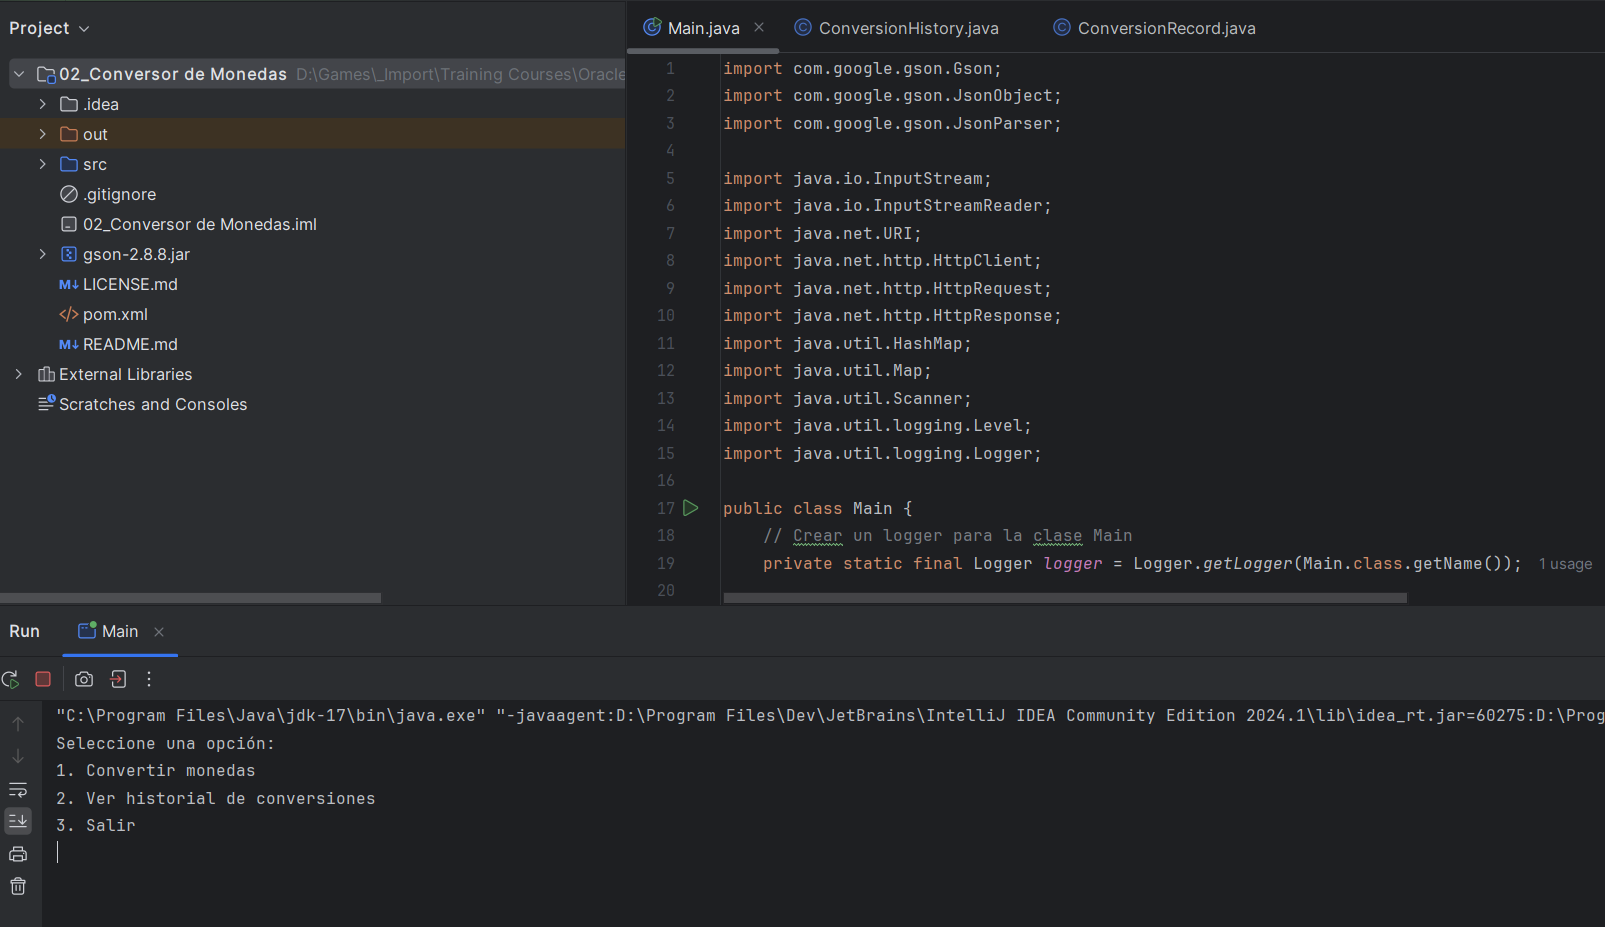 Project
02_Conversor de Monedas D:\Games\_Import\Training Courses\Oracle
.idea
out
src
.gitignore
02_Conversor de Monedas.iml
gson-2.8.8.jar
M↓ LICENSE.md
pom.xml
M↓ README.md
External Libraries
Scratches and Consoles
Main.java ConversionHistory.java ConversionRecord.java
1 import com.google.gson.Gson;
2 import com.google.gson.JsonObject;
3 import com.google.gson.JsonParser;
4
5 import java.io.InputStream;
6 import java.io.InputStreamReader;
7 import java.net.URI;
8 import java.net.http.HttpClient;
9 import java.net.http.HttpRequest;
10 import java.net.http.HttpResponse;
11 import java.util.HashMap;
12 import java.util.Map;
13 import java.util.Scanner;
14 import java.util.logging.Level;
15 import java.util.logging.Logger;
16
17 public class Main {
18 // Crear un logger para la clase Main
19 private static final Logger logger = Logger.getLogger(Main.class.getName()); 1 usage
20
Run Main
"C:\Program Files\Java\jdk-17\bin\java.exe" "-javaagent:D:\Program Files\Dev\JetBrains\IntelliJ IDEA Community Edition 2024.1\lib\idea_rt.jar=60275:D:\Prog
Seleccione una opción:
1. Convertir monedas
2. Ver historial de conversiones
3. Salir